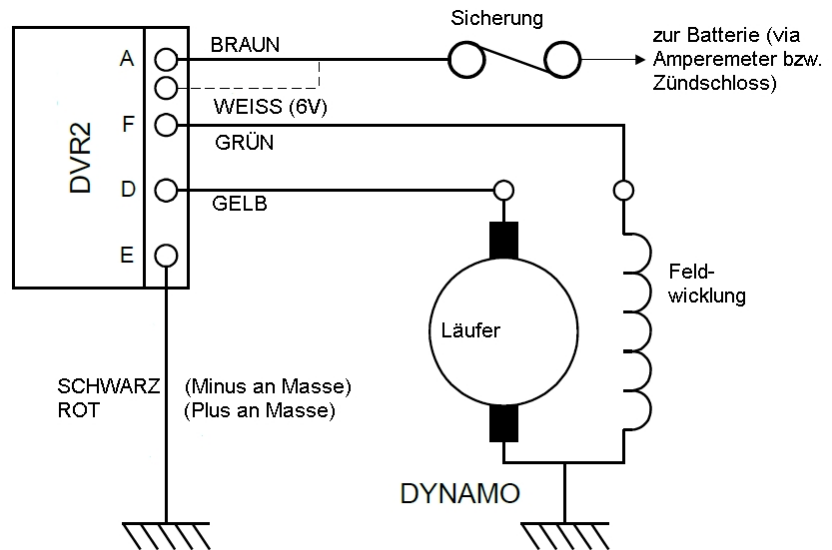 Sicherung
zur Batterie (via
Amperemeter bzw.
Zündschloss)
A
BRAUN
WEISS (6V)
F
GRÜN
DVR2
D
GELB
E
Feld-
wicklung
Läufer
SCHWARZ (Minus an Masse)
ROT (Plus an Masse)
DYNAMO